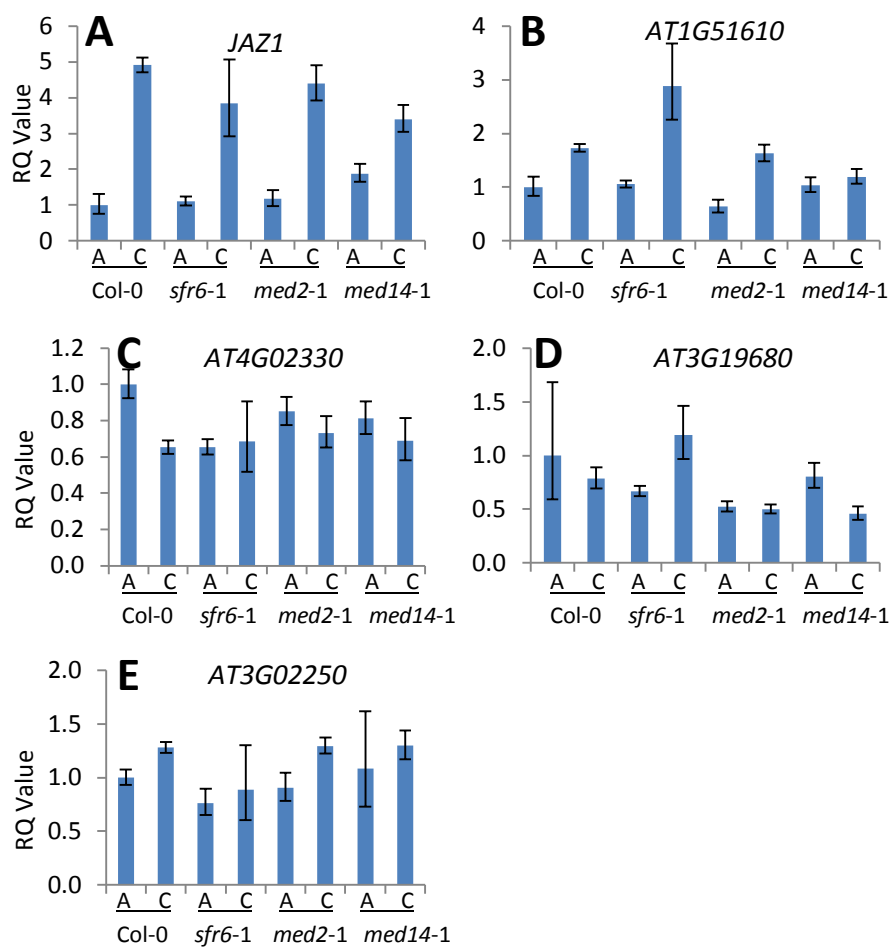 A
JAZ1
RQ Value
6
5
4
3
2
1
0
A C A C A C A C
Col-0 sfr6-1 med2-1 med14-1
B
AT1G51610
4
3
2
1
0
A C A C A C A C
Col-0 sfr6-1 med2-1 med14-1
C
AT4G02330
RQ Value
1.2
1.0
0.8
0.6
0.4
0.2
0.0
A C A C A C A C
Col-0 sfr6-1 med2-1 med14-1
D
AT3G19680
2.0
1.5
1.0
0.5
0.0
A C A C A C A C
Col-0 sfr6-1 med2-1 med14-1
E
AT3G02250
RQ Value
2.0
1.5
1.0
0.5
0.0
A C A C A C A C
Col-0 sfr6-1 med2-1 med14-1